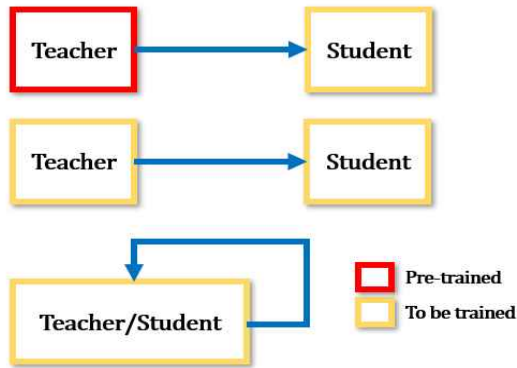 Teacher
Student
Teacher
Student
Teacher/Student
Pre-trained
To be trained